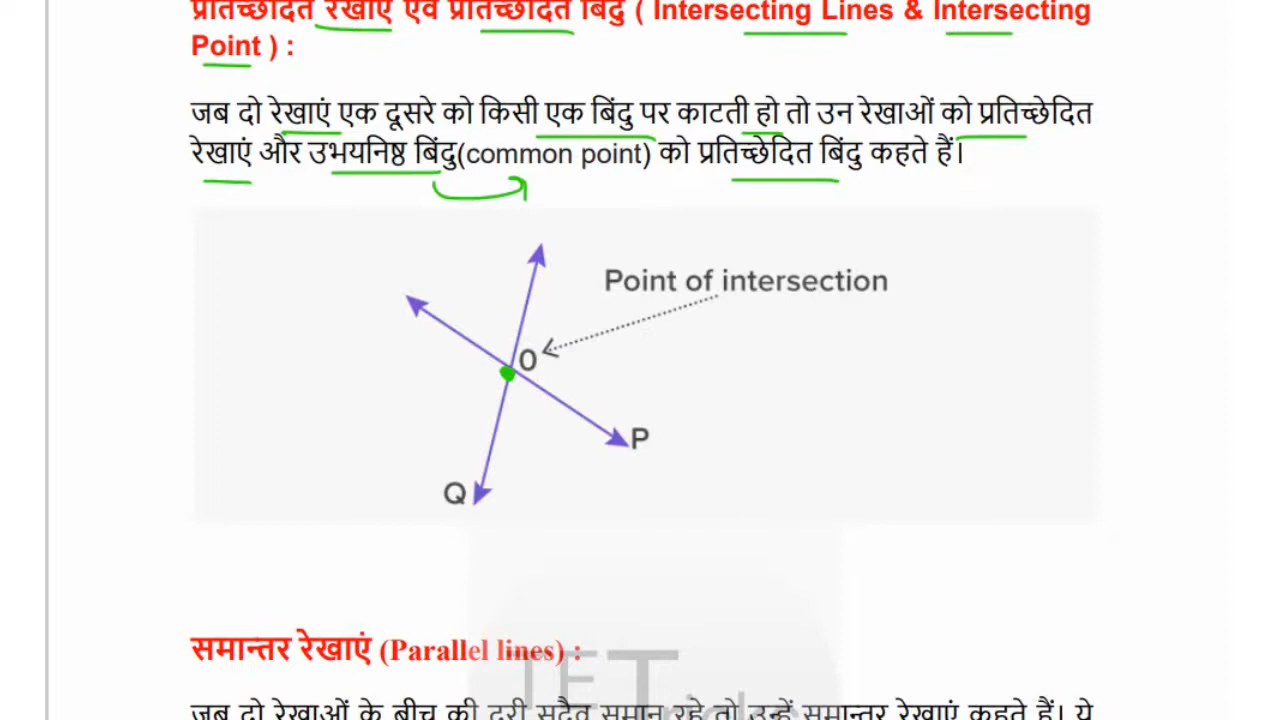 प्रतिच्छेदित रेखाएं एवं प्रतिच्छेदित बिंदु ( Intersecting Lines & Intersecting
Point ) :
जब दो रेखाएं एक दूसरे को किसी एक बिंदु पर काटती हो तो उन रेखाओं को प्रतिच्छेदित
रेखाएं और उभयनिष्ठ बिंदु(common point) को प्रतिच्छेदित बिंदु कहते हैं।
Point of intersection
O
P
Q
समान्तर रेखाएं (Parallel lines) :
TET
जब दो रेखाओं के बीच की दूरी सदैव समान रहे तो उन्हें समान्तर रेखाएं कहते हैं। ये